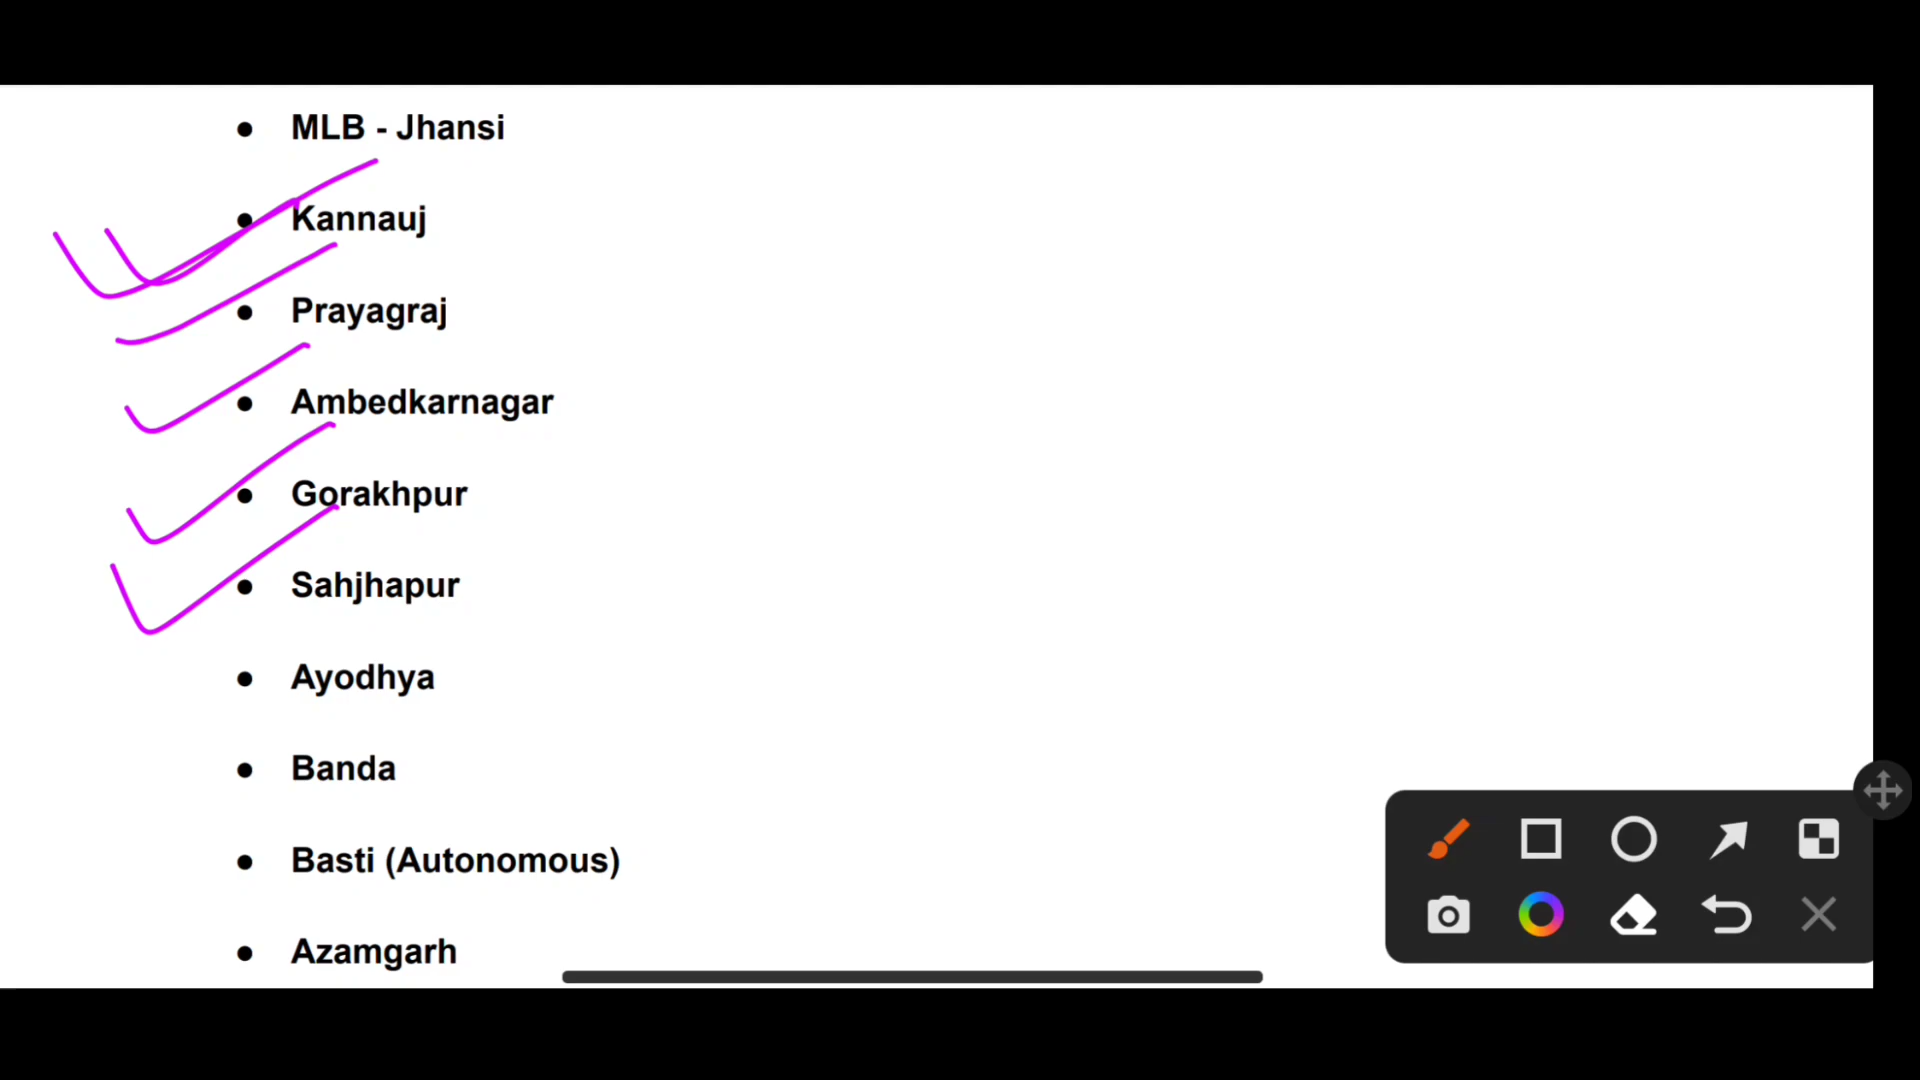 ● MLB - Jhansi
● Kannauj
● Prayagraj
● Ambedkarnagar
● Gorakhpur
● Sahjhapur
● Ayodhya
● Banda
● Basti (Autonomous)
● Azamgarh